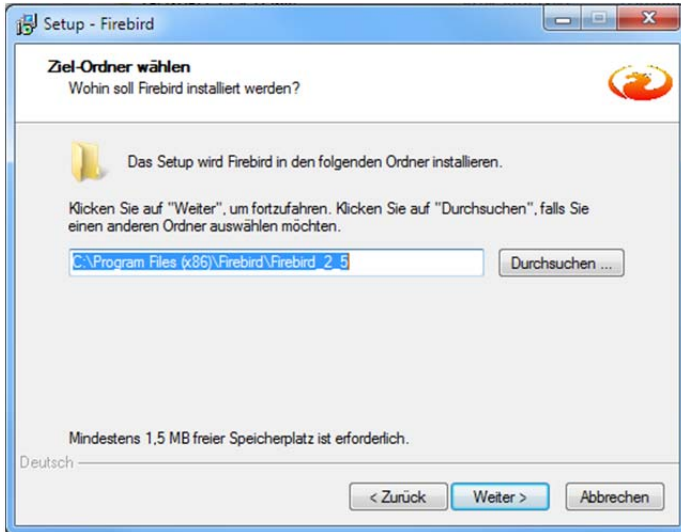 Setup - Firebird
Ziel-Ordner wählen
Wohin soll Firebird installiert werden?
Das Setup wird Firebird in den folgenden Ordner installieren.
Klicken Sie auf "Weiter", um fortzufahren. Klicken Sie auf "Durchsuchen", falls Sie
einen anderen Ordner auswählen möchten.
C:\Program Files (x86)\Firebird\Firebird_2_5
Durchsuchen ...
Mindestens 1,5 MB freier Speicherplatz ist erforderlich.
Deutsch
< Zurück
Weiter >
Abbrechen